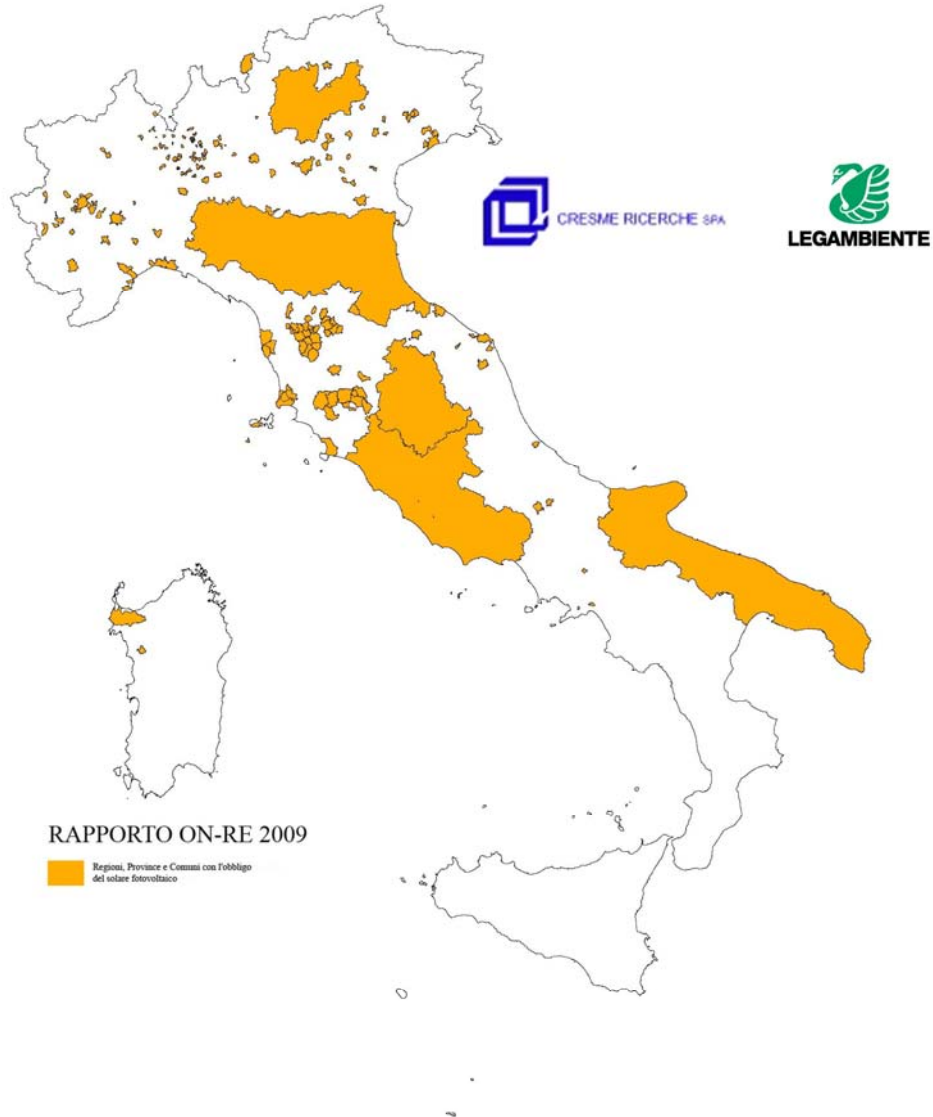 CRESME RICERCHE SPA
LEGAMBIENTE
RAPPORTO ON-RE 2009
Regioni, Province e Comuni con l'obbligo
del solare fotovoltaico